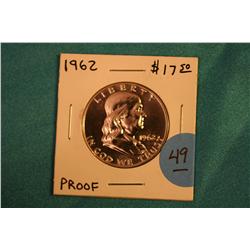 1962 $17.50
LIBERTY
1962
IN GOD WE TRUST
49
PROOF